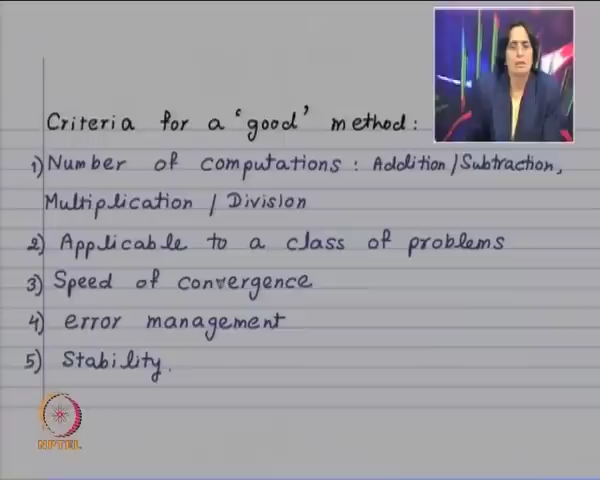 Criteria for a 'good' method :
1) Number of computations : Addition / Subtraction,
Multiplication / Division
2) Applicable to a class of problems
3) Speed of convergence
4) error management
5) Stability.
NPTEL